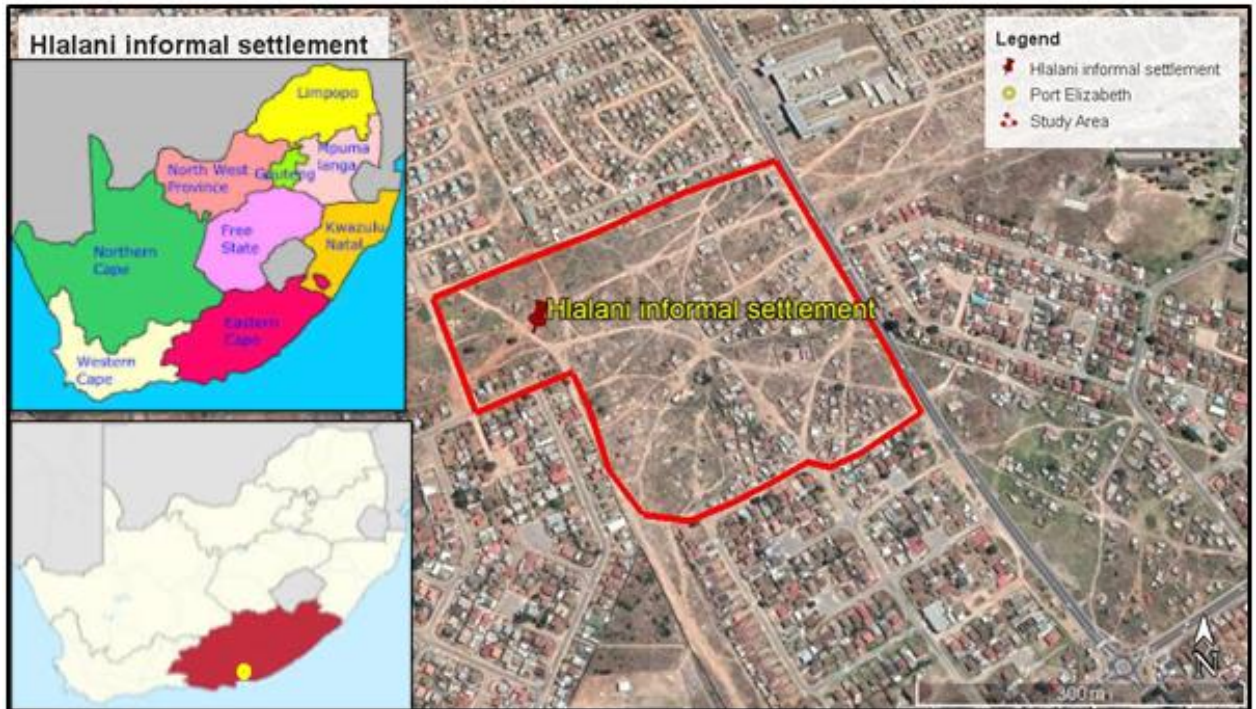 Hlalani informal settlement
Limpopo
Mpuma
langa
North West
Province
Gauteng
Free
State
Kwazulu
Natal
Northern
Cape
Eastern
Cape
Western
Cape
Legend
Hlalani informal settlement
Port Elizabeth
Study Area
Hlalani informal settlement
N
300 m